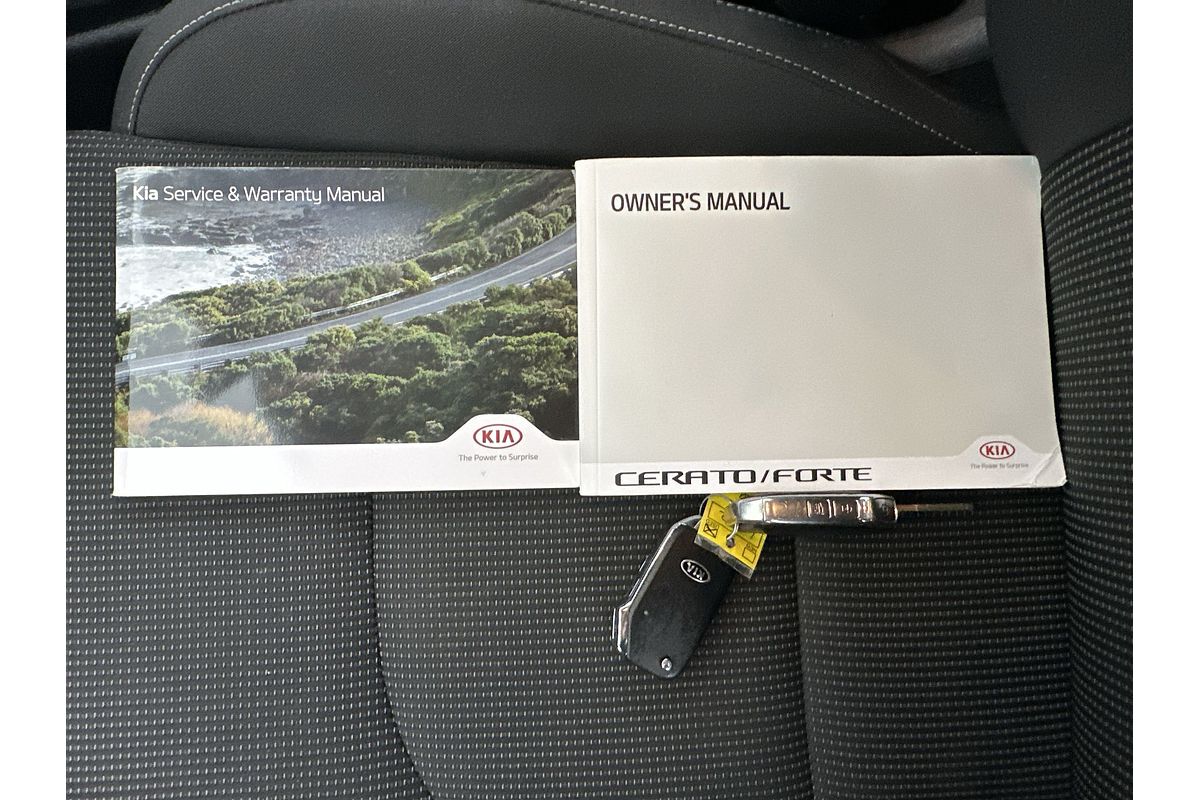 Kia Service & Warranty Manual
KIA
The Power to Surprise
OWNER'S MANUAL
KIA
The Power to Surprise
CERATO/FORTE
KIA